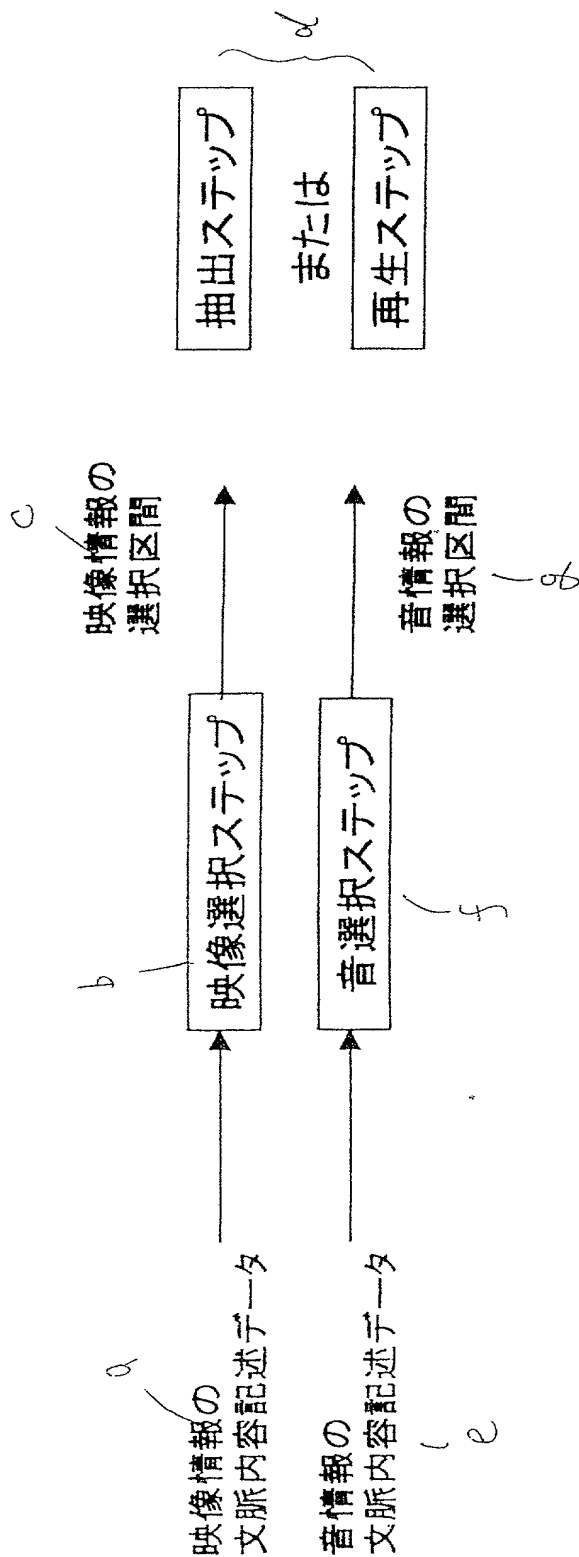 a
映像情報の
文脈内容記述データ
b
映像選択ステップ
c
映像情報の
選択区間
抽出ステップ
または
再生ステップ
d
音情報の
文脈内容記述データ
e
音選択ステップ
f
音情報の
選択区間
g